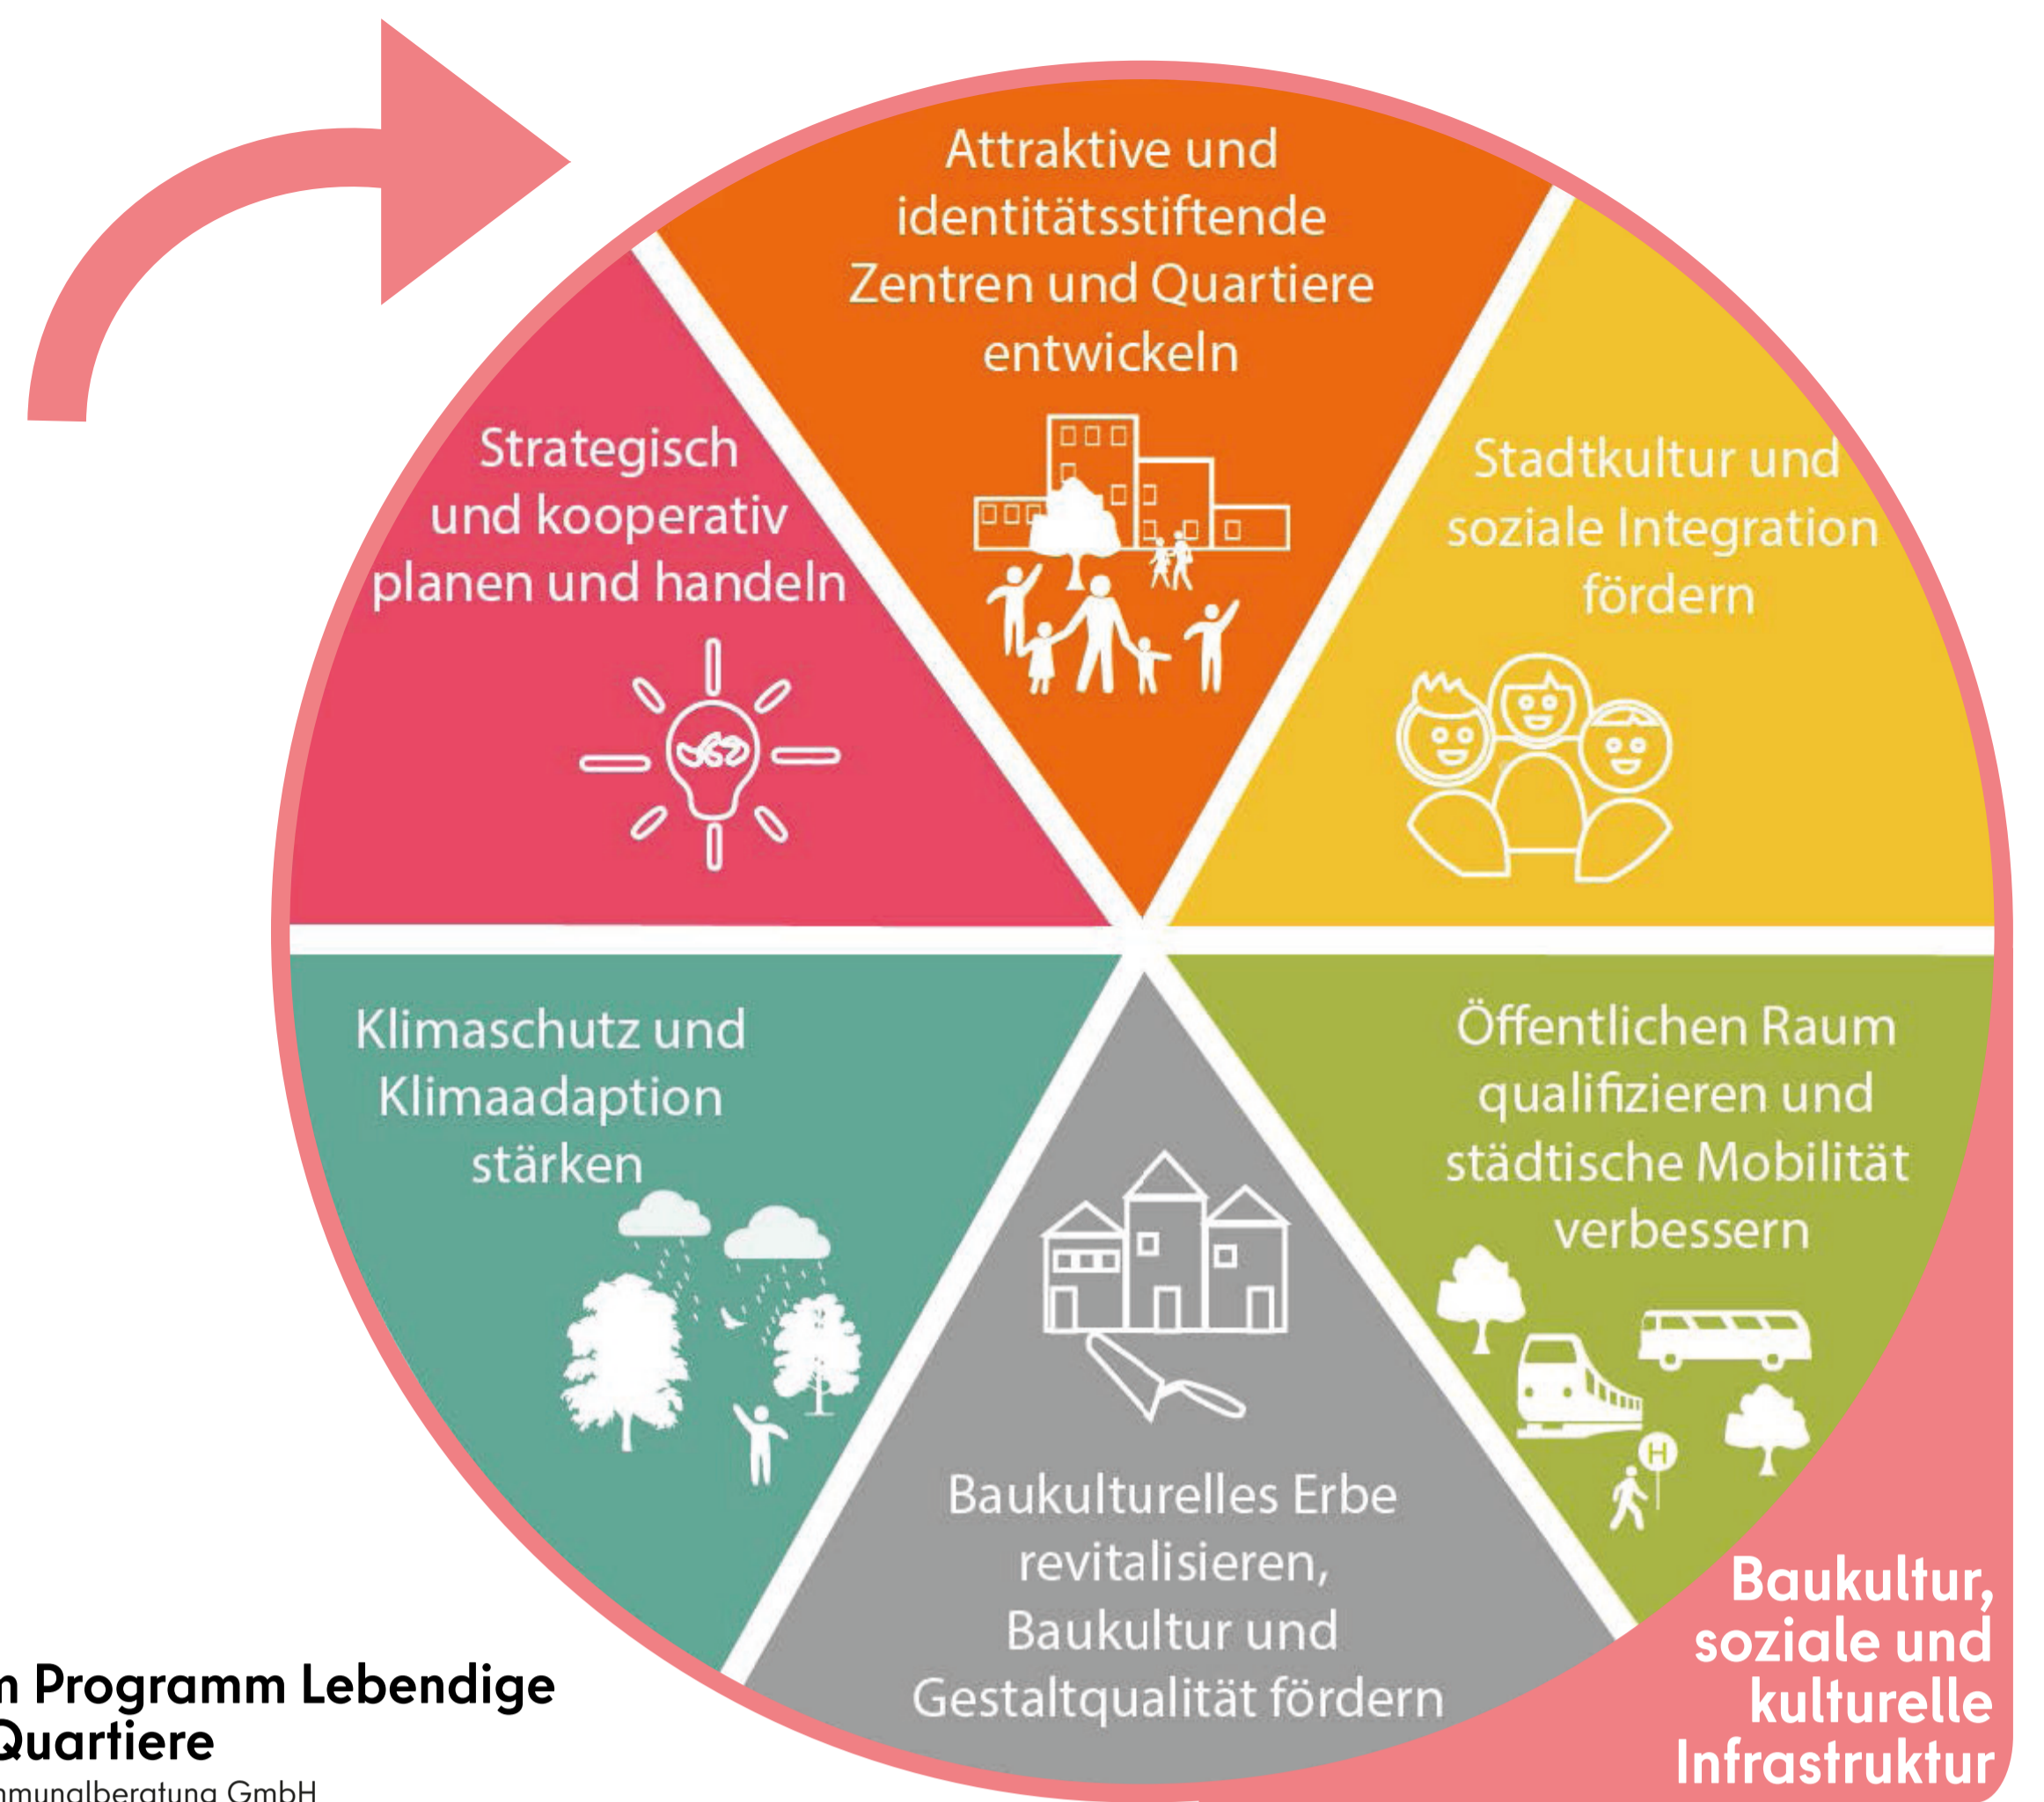 Attraktive und
identitätsstiftende
Zentren und Quartiere
entwickeln
Stadtkultur und
soziale Integration
fördern
Öffentlichen Raum
qualifizieren und
städtische Mobilität
verbessern
H
Baukulturelles Erbe
revitalisieren,
Baukultur und
Gestaltqualität fördern
Klimaschutz und
Klimaadaption
stärken
Strategisch
und kooperativ
planen und handeln
Baukultur,
soziale und
kulturelle
Infrastruktur
Programm Lebendige
Quartiere
GmbH